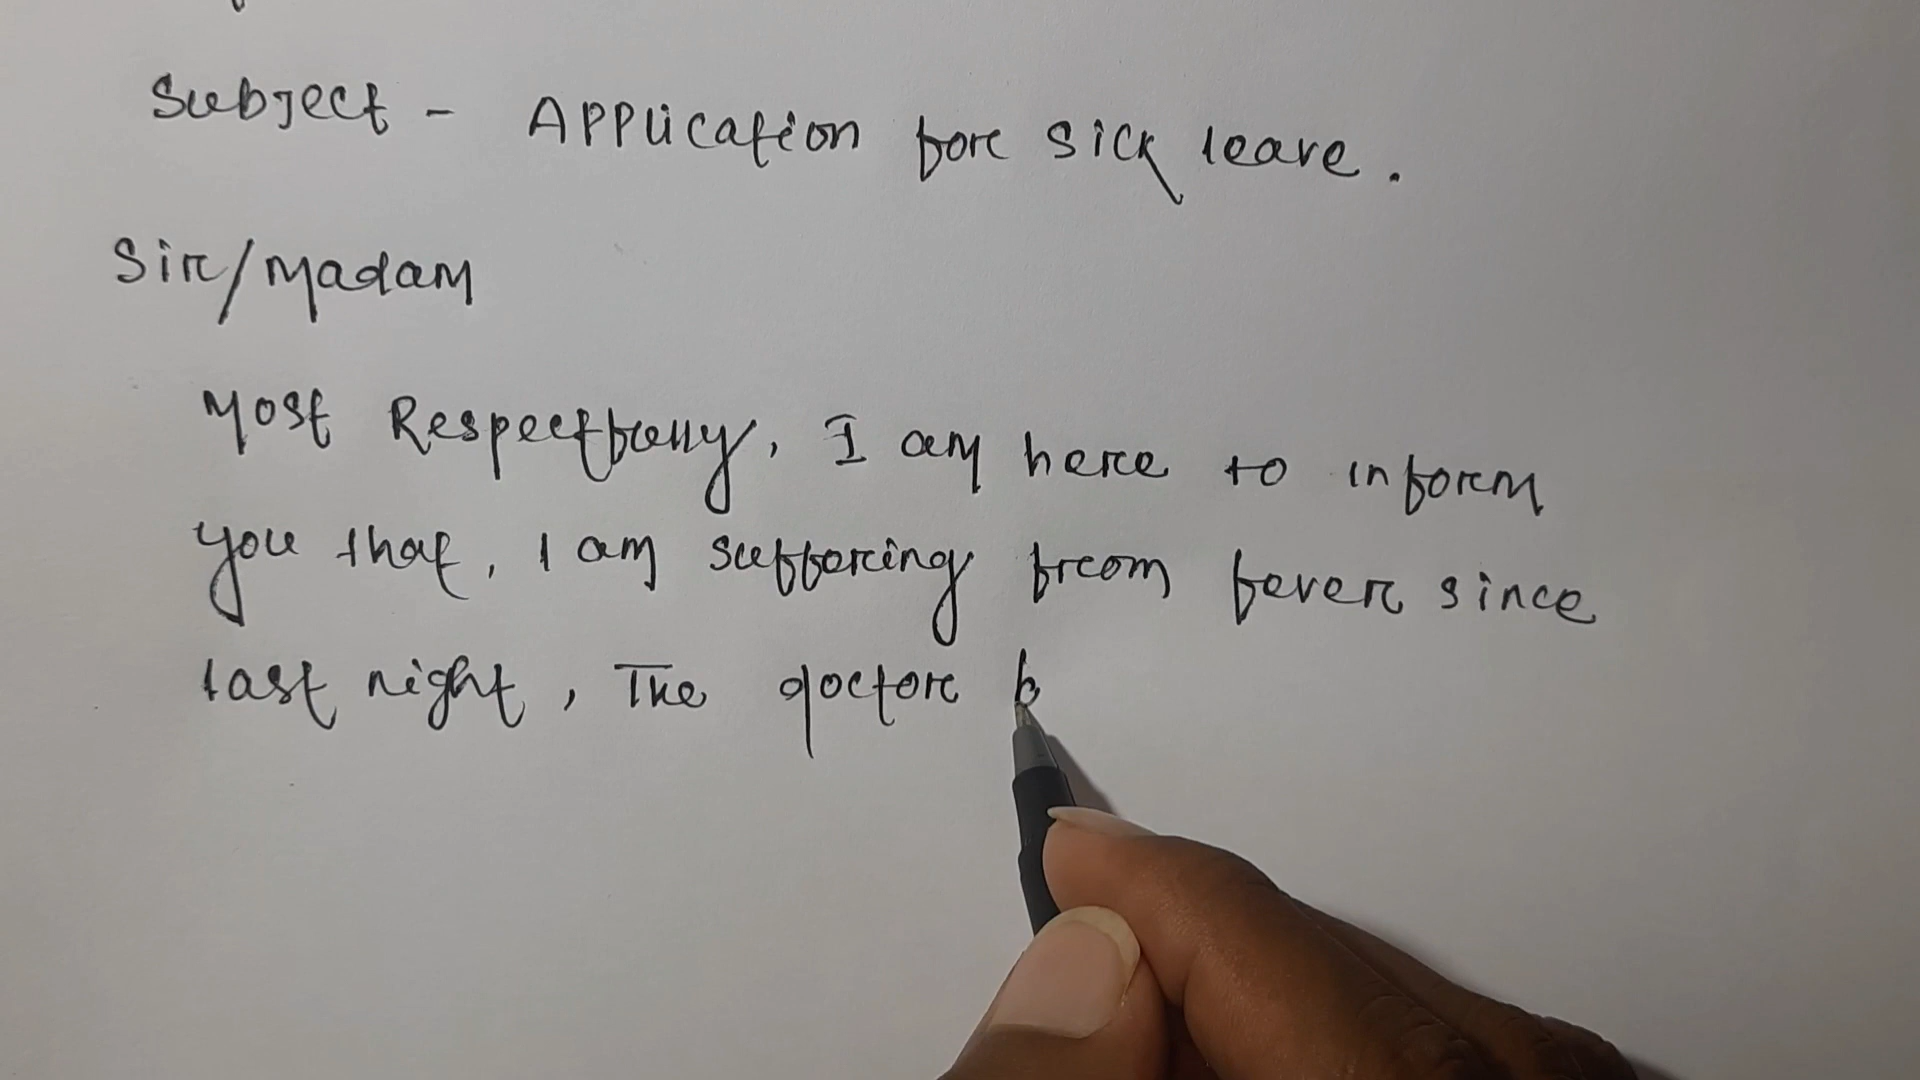 Subject - Application for sick leave.
Sir/Madam
Most Respectfully, I am here to inform
you that, I am suffering from fever since
last night, The doctor